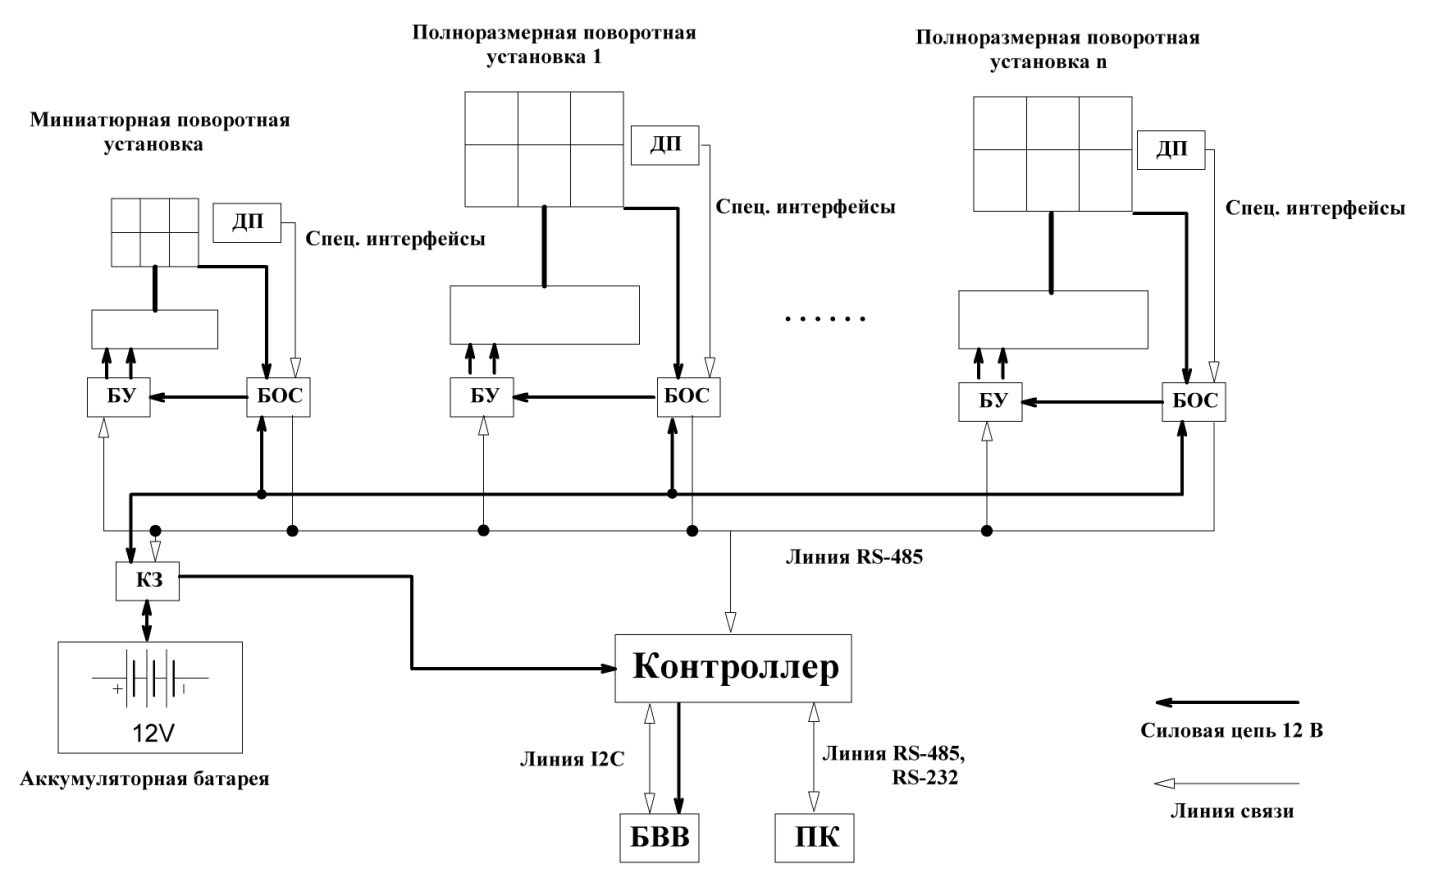 Полноразмерная поворотная
установка 1
Полноразмерная поворотная
установка n
Миниатюрная поворотная
установка
ДП
ДП
ДП
Спец. интерфейсы
Спец. интерфейсы
Спец. интерфейсы
......
БУ
БОС
БУ
БОС
БУ
БОС
Линия RS-485
КЗ
Контроллер
+
12V
Аккумуляторная батарея
Линия I2C
Линия RS-485,
RS-232
Силовая цепь 12 В
Линия связи
БВВ
ПК